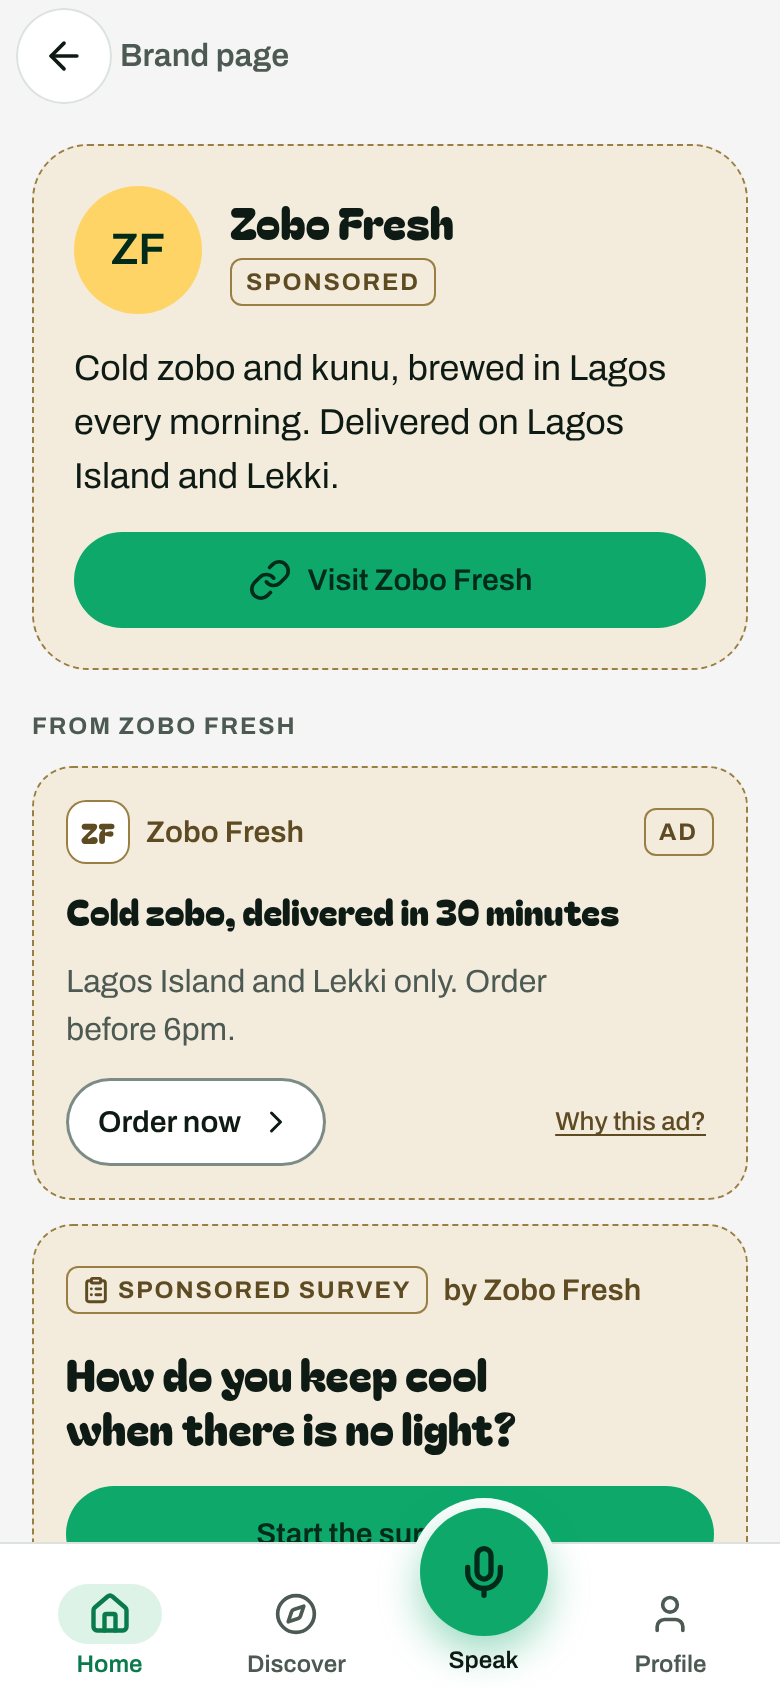 Brand page
ZF
Zobo Fresh
SPONSORED
Cold zobo and kunu, brewed in Lagos
every morning. Delivered on Lagos
Island and Lekki.
Visit Zobo Fresh
FROM ZOBO FRESH
ZF
Zobo Fresh
AD
Cold zobo, delivered in 30 minutes
Lagos Island and Lekki only. Order
before 6pm.
Order now
Why this ad?
SPONSORED SURVEY
by Zobo Fresh
How do you keep cool
when there is no light?
Start the
Home
Discover
Speak
Profile